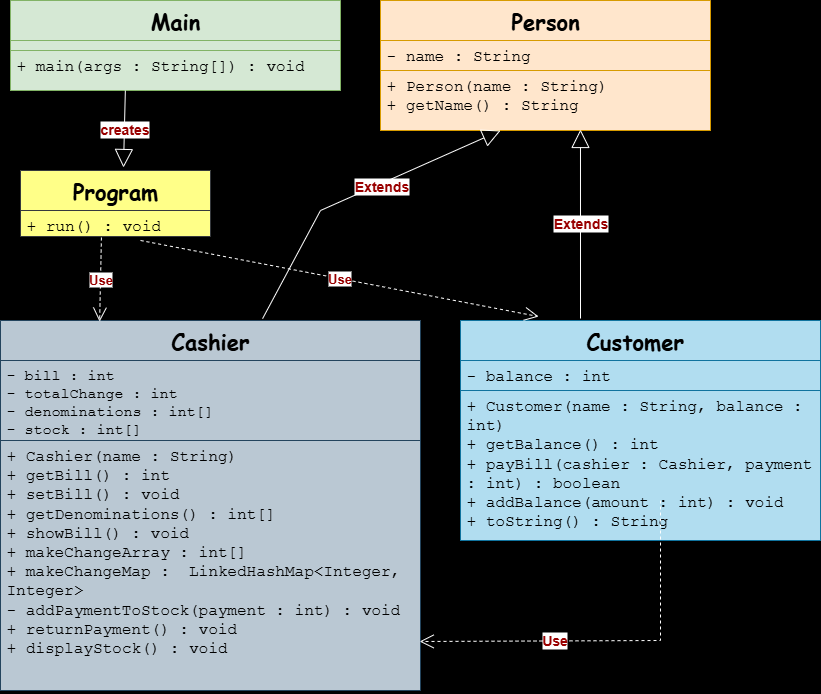 Main
+ main(args : String[]) : void
creates
Program
+ run() : void
Person
- name : String
+ Person(name : String)
+ getName() : String
Extends
Extends
Use
Use
Cashier
- bill : int
- totalChange : int
- denominations : int[]
- stock : int[]
+ Cashier(name : String)
+ getBill() : int
+ setBill() : void
+ getDenominations() : int[]
+ showBill() : void
+ makeChangeArray : int[]
+ makeChangeMap :  LinkedHashMap<Integer,
Integer>
- addPaymentToStock(payment : int) : void
+ returnPayment() : void
+ displayStock() : void
Customer
- balance : int
+ Customer(name : String, balance :
int)
+ getBalance() : int
+ payBill(cashier : Cashier, payment
: int) : boolean
+ addBalance(amount : int) : void
+ toString() : String
Use